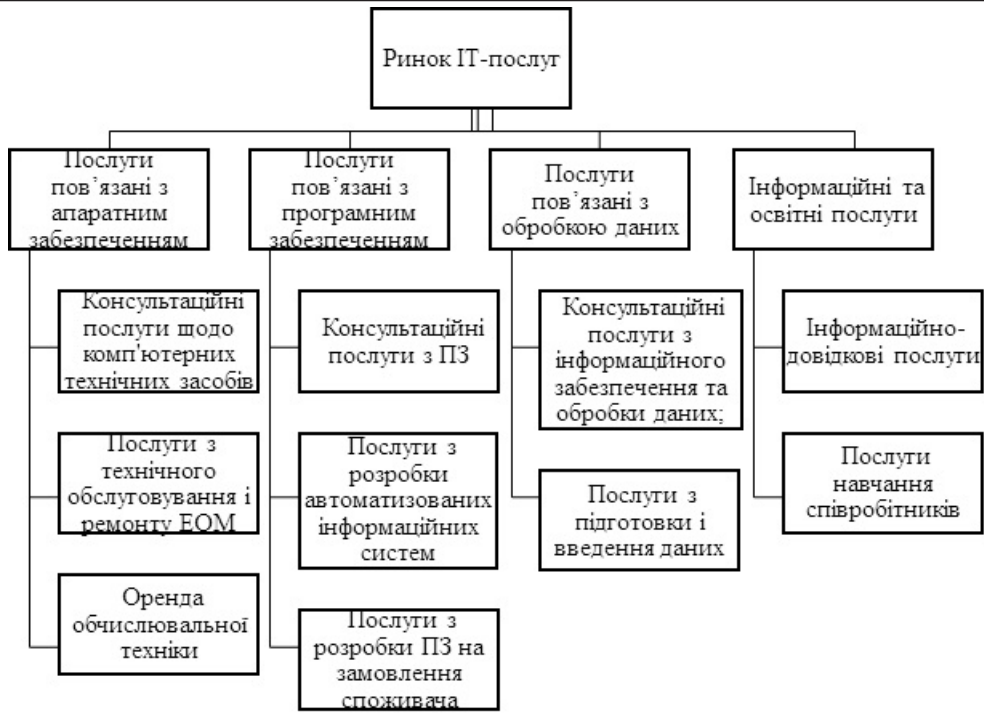 Ринок ІТ-послуг
Послуги
пов’язані з
апаратним
забезпеченням
Консультаційні
послуги щодо
комп'ютерних
технічних засобів
Послуги з
технічного
обслуговування і
ремонту ЕОМ
Оренда
обчислювальної
техніки
Послуги
пов’язані з
програмним
забезпеченням
Консультаційні
послуги з ПЗ
Послуги з
розробки
автоматизованих
інформаційних
систем
Послуги з
розробки ПЗ на
замовлення
споживача
Послуги
пов’язані з
обробкою даних
Консультаційні
послуги з
інформаційного
забезпечення та
обробки даних;
Послуги з
підготовки і
введення даних
Інформаційні та
освітні послуги
Інформаційно-
довідкові послуги
Послуги
навчання
співробітників